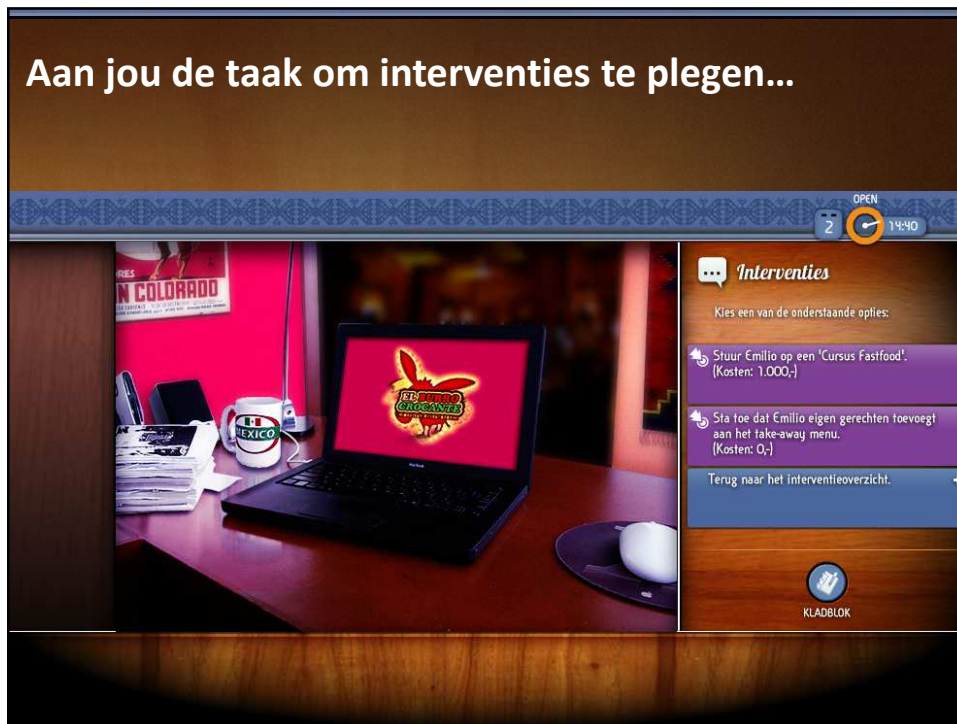 Aan jou de taak om interventies te plegen...
OPEN
2
14:40
RES
N COLORADO
MEXICO
EL BURRO
CROCANTE
Interventies
Kies een van de onderstaande opties:
Stuur Emilio op een 'Cursus Fastfood'.
(Kosten: 1.000,-)
Sta toe dat Emilio eigen gerechten toevoegt
aan het take-away menu.
(Kosten: 0,-)
Terug naar het interventieoverzicht.
KLADBLOK